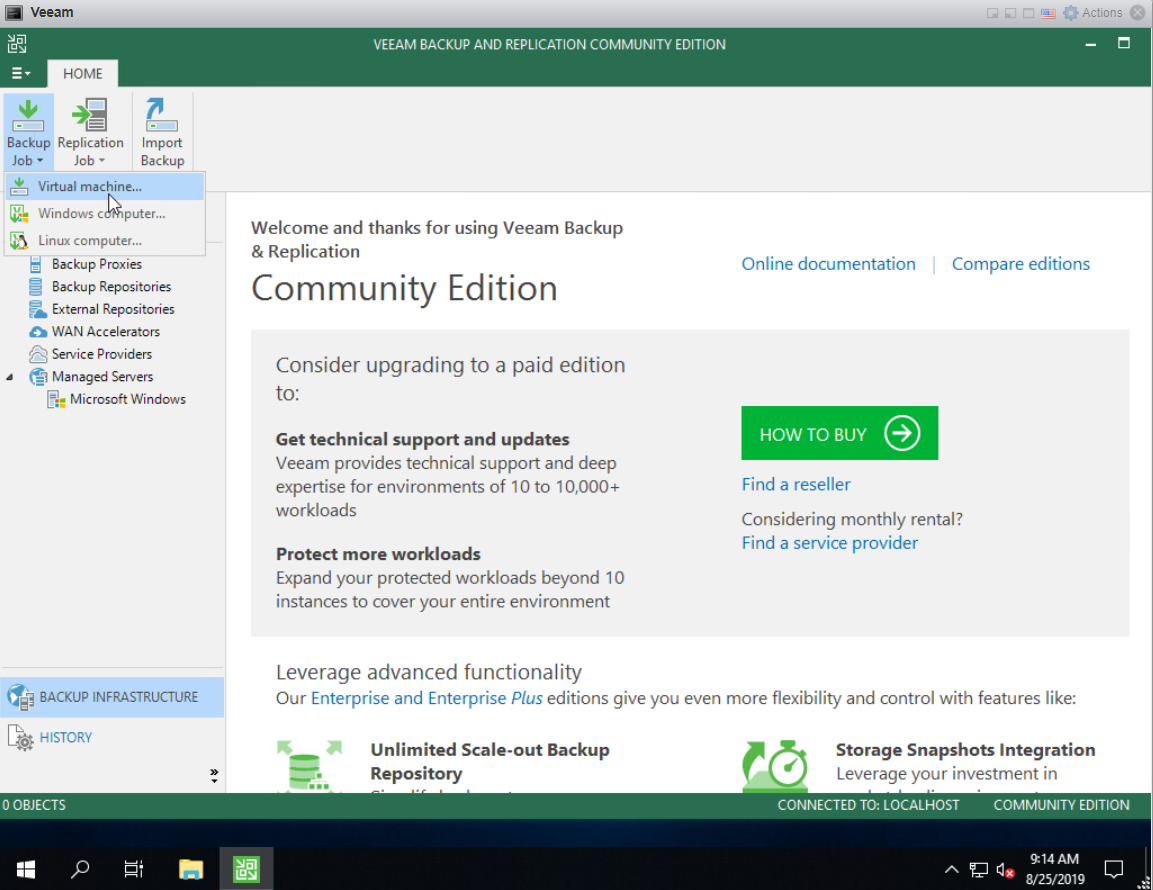 Veeam
Actions
VEEAM BACKUP AND REPLICATION COMMUNITY EDITION
HOME
Backup Job
Replication Job
Import Backup
Virtual machine...
Windows computer...
Linux computer...
Backup Proxies
Backup Repositories
External Repositories
WAN Accelerators
Service Providers
Managed Servers
Microsoft Windows
BACKUP INFRASTRUCTURE
HISTORY
Welcome and thanks for using Veeam Backup
& Replication
Community Edition
Online documentation | Compare editions
Consider upgrading to a paid edition
to:
Get technical support and updates
Veeam provides technical support and deep
expertise for environments of 10 to 10,000+
workloads
Protect more workloads
Expand your protected workloads beyond 10
instances to cover your entire environment
HOW TO BUY
Find a reseller
Considering monthly rental?
Find a service provider
Leverage advanced functionality
Our Enterprise and Enterprise Plus editions give you even more flexibility and control with features like:
Unlimited Scale-out Backup
Repository
Storage Snapshots Integration
Leverage your investment in
0 OBJECTS
CONNECTED TO: LOCALHOST
COMMUNITY EDITION
9:14 AM
8/25/2019